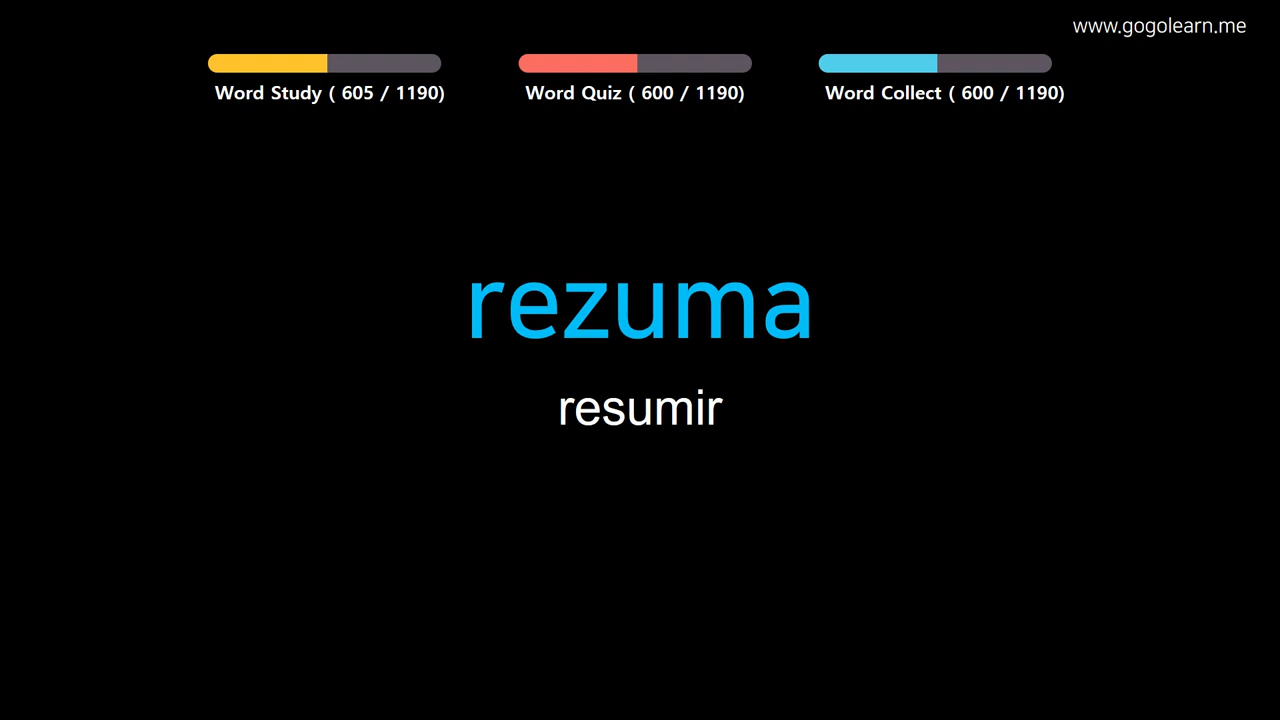 www.gogolearn.me
Word Study ( 605 / 1190)
Word Quiz ( 600 / 1190)
Word Collect ( 600 / 1190)
rezuma
resumir